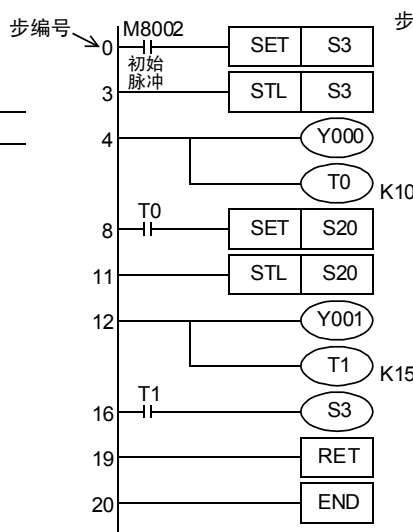 步编号 M8002 步
0 SET S3
初始
脉冲
3 STL S3
4 Y000
T0 K10
T0
8 SET S20
11 STL S20
12 Y001
T1 K15
T1
16 S3
19 RET
20 END